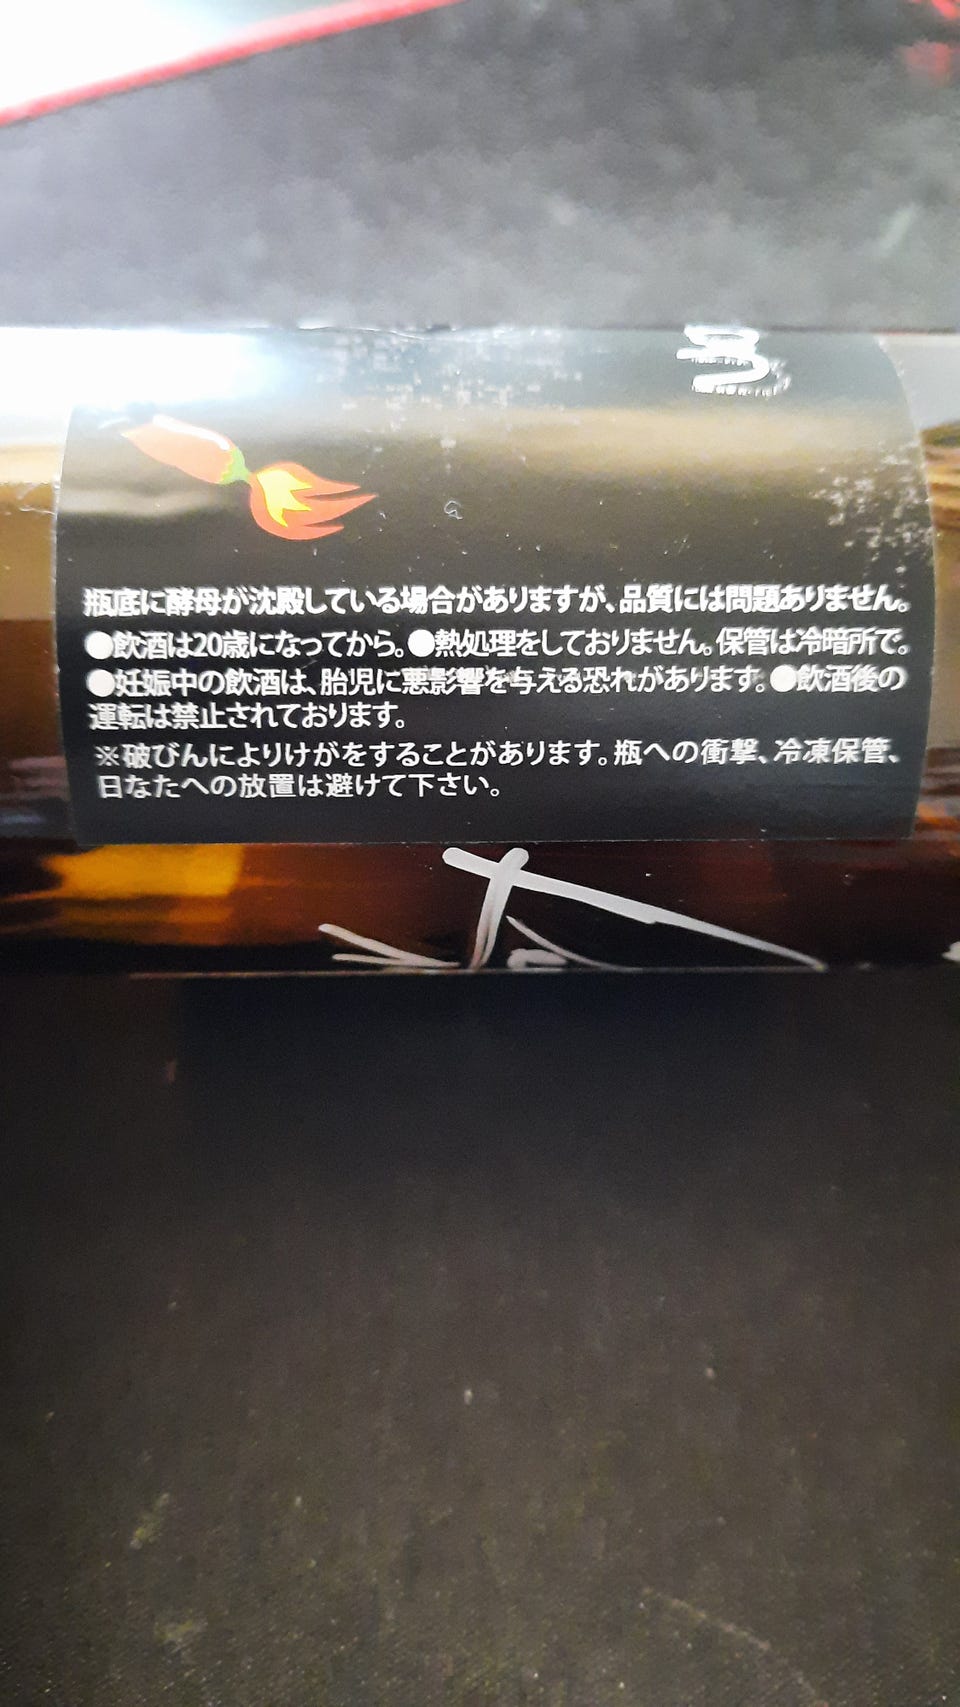 瓶底に酵母が沈殿している場合がありますが、品質には問題ありません。
●飲酒は20歳になってから。●熱処理をしておりません。保管は冷暗所で。
●妊娠中の飲酒は、胎児に悪影響を与える恐れがあります。●飲酒後の
運転は禁止されております。
※破びんによりけがをすることがあります。瓶への衝撃、冷凍保管、
日なたへの放置は避けて下さい。